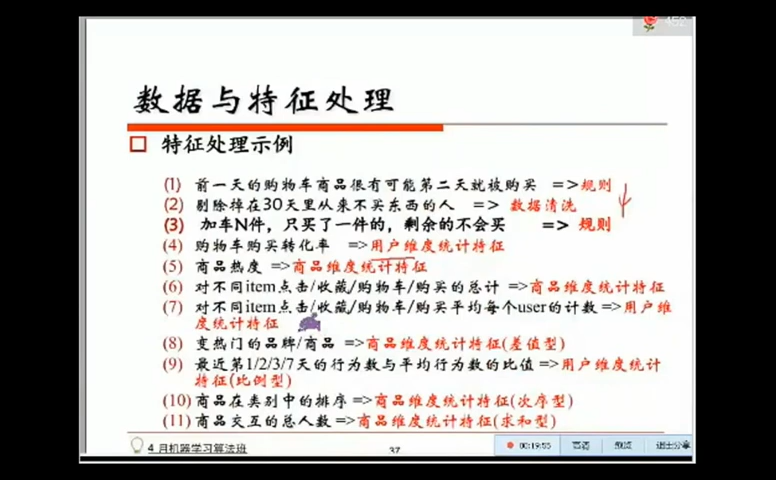 452
数据与特征处理
特征处理示例
(1) 前一天的购物车商品很有可能第二天就被购买 =>规则
(2) 剔除掉在30天里从来不买东西的人 => 数据清洗
(3) 加车N件，只买了一件的，剩余的不会买 => 规则
(4) 购物车购买转化率 =>用户维度统计特征
(5) 商品热度 =>商品维度统计特征
(6) 对不同item点击/收藏/购物车/购买的总计 =>商品维度统计特征
(7) 对不同item点击/收藏/购物车/购买平均每个user的计数=>用户维
度统计特征
(8) 变热门的品牌/商品 =>商品维度统计特征(差值型)
(9) 最近第1/2/3/7天的行为数与平均行为数的比值=>用户维度统计
特征(比例型)
(10) 商品在类别中的排序 =>商品维度统计特征(次序型)
(11) 商品交互的总人数=>商品维度统计特征(求和型)
4月机器学习算法班
37
00:19:55
退出分享